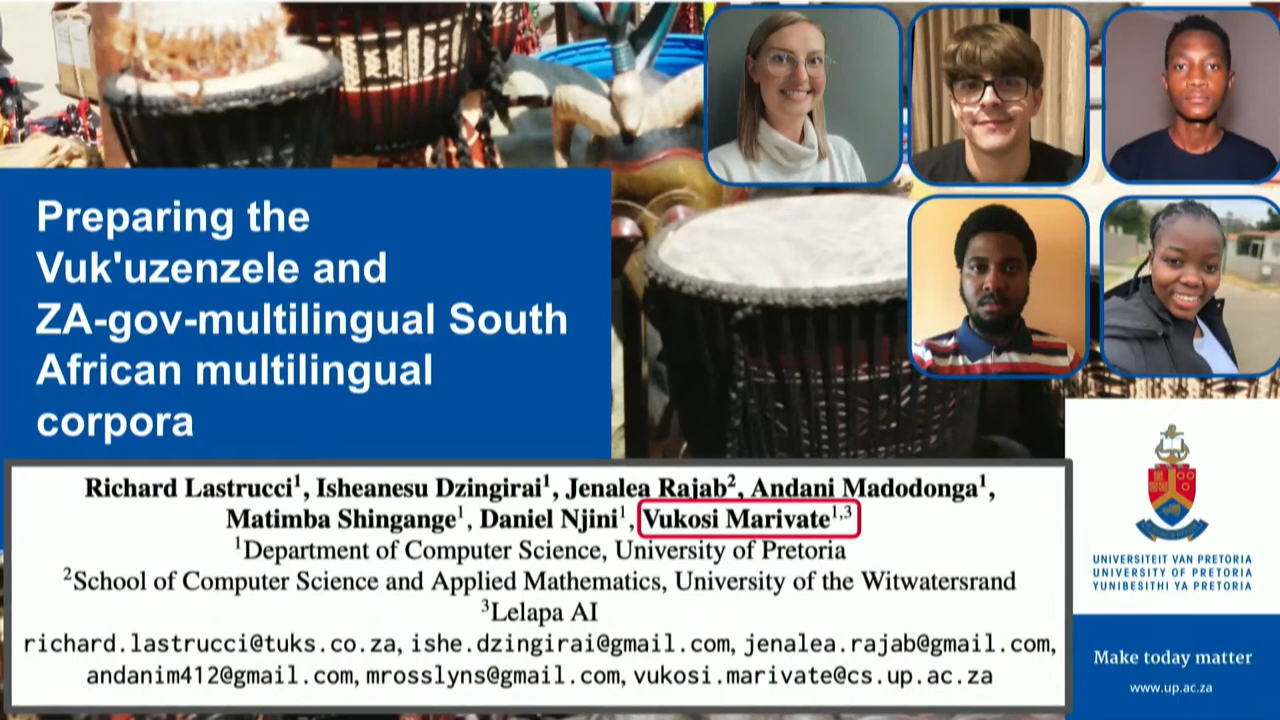 Preparing the
Vuk'uzenzele and
ZA-gov-multilingual South
African multilingual
corpora
Richard Lastrucci¹, Isheanesu Dzingirai¹, Jenalea Rajab², Andani Madodonga¹,
Matimba Shingange¹, Daniel Njini¹, Vukosi Marivate¹,³
¹Department of Computer Science, University of Pretoria
²School of Computer Science and Applied Mathematics, University of the Witwatersrand
³Lelapa AI
richard.lastrucci@tuks.co.za, ishe.dzingirai@gmail.com, jenalea.rajab@gmail.com,
andanim412@gmail.com, mrosslyns@gmail.com, vukosi.marivate@cs.up.ac.za
UNIVERSITEIT VAN PRETORIA
UNIVERSITY OF PRETORIA
YUNIBESITHI YA PRETORIA
Make today matter
www.up.ac.za